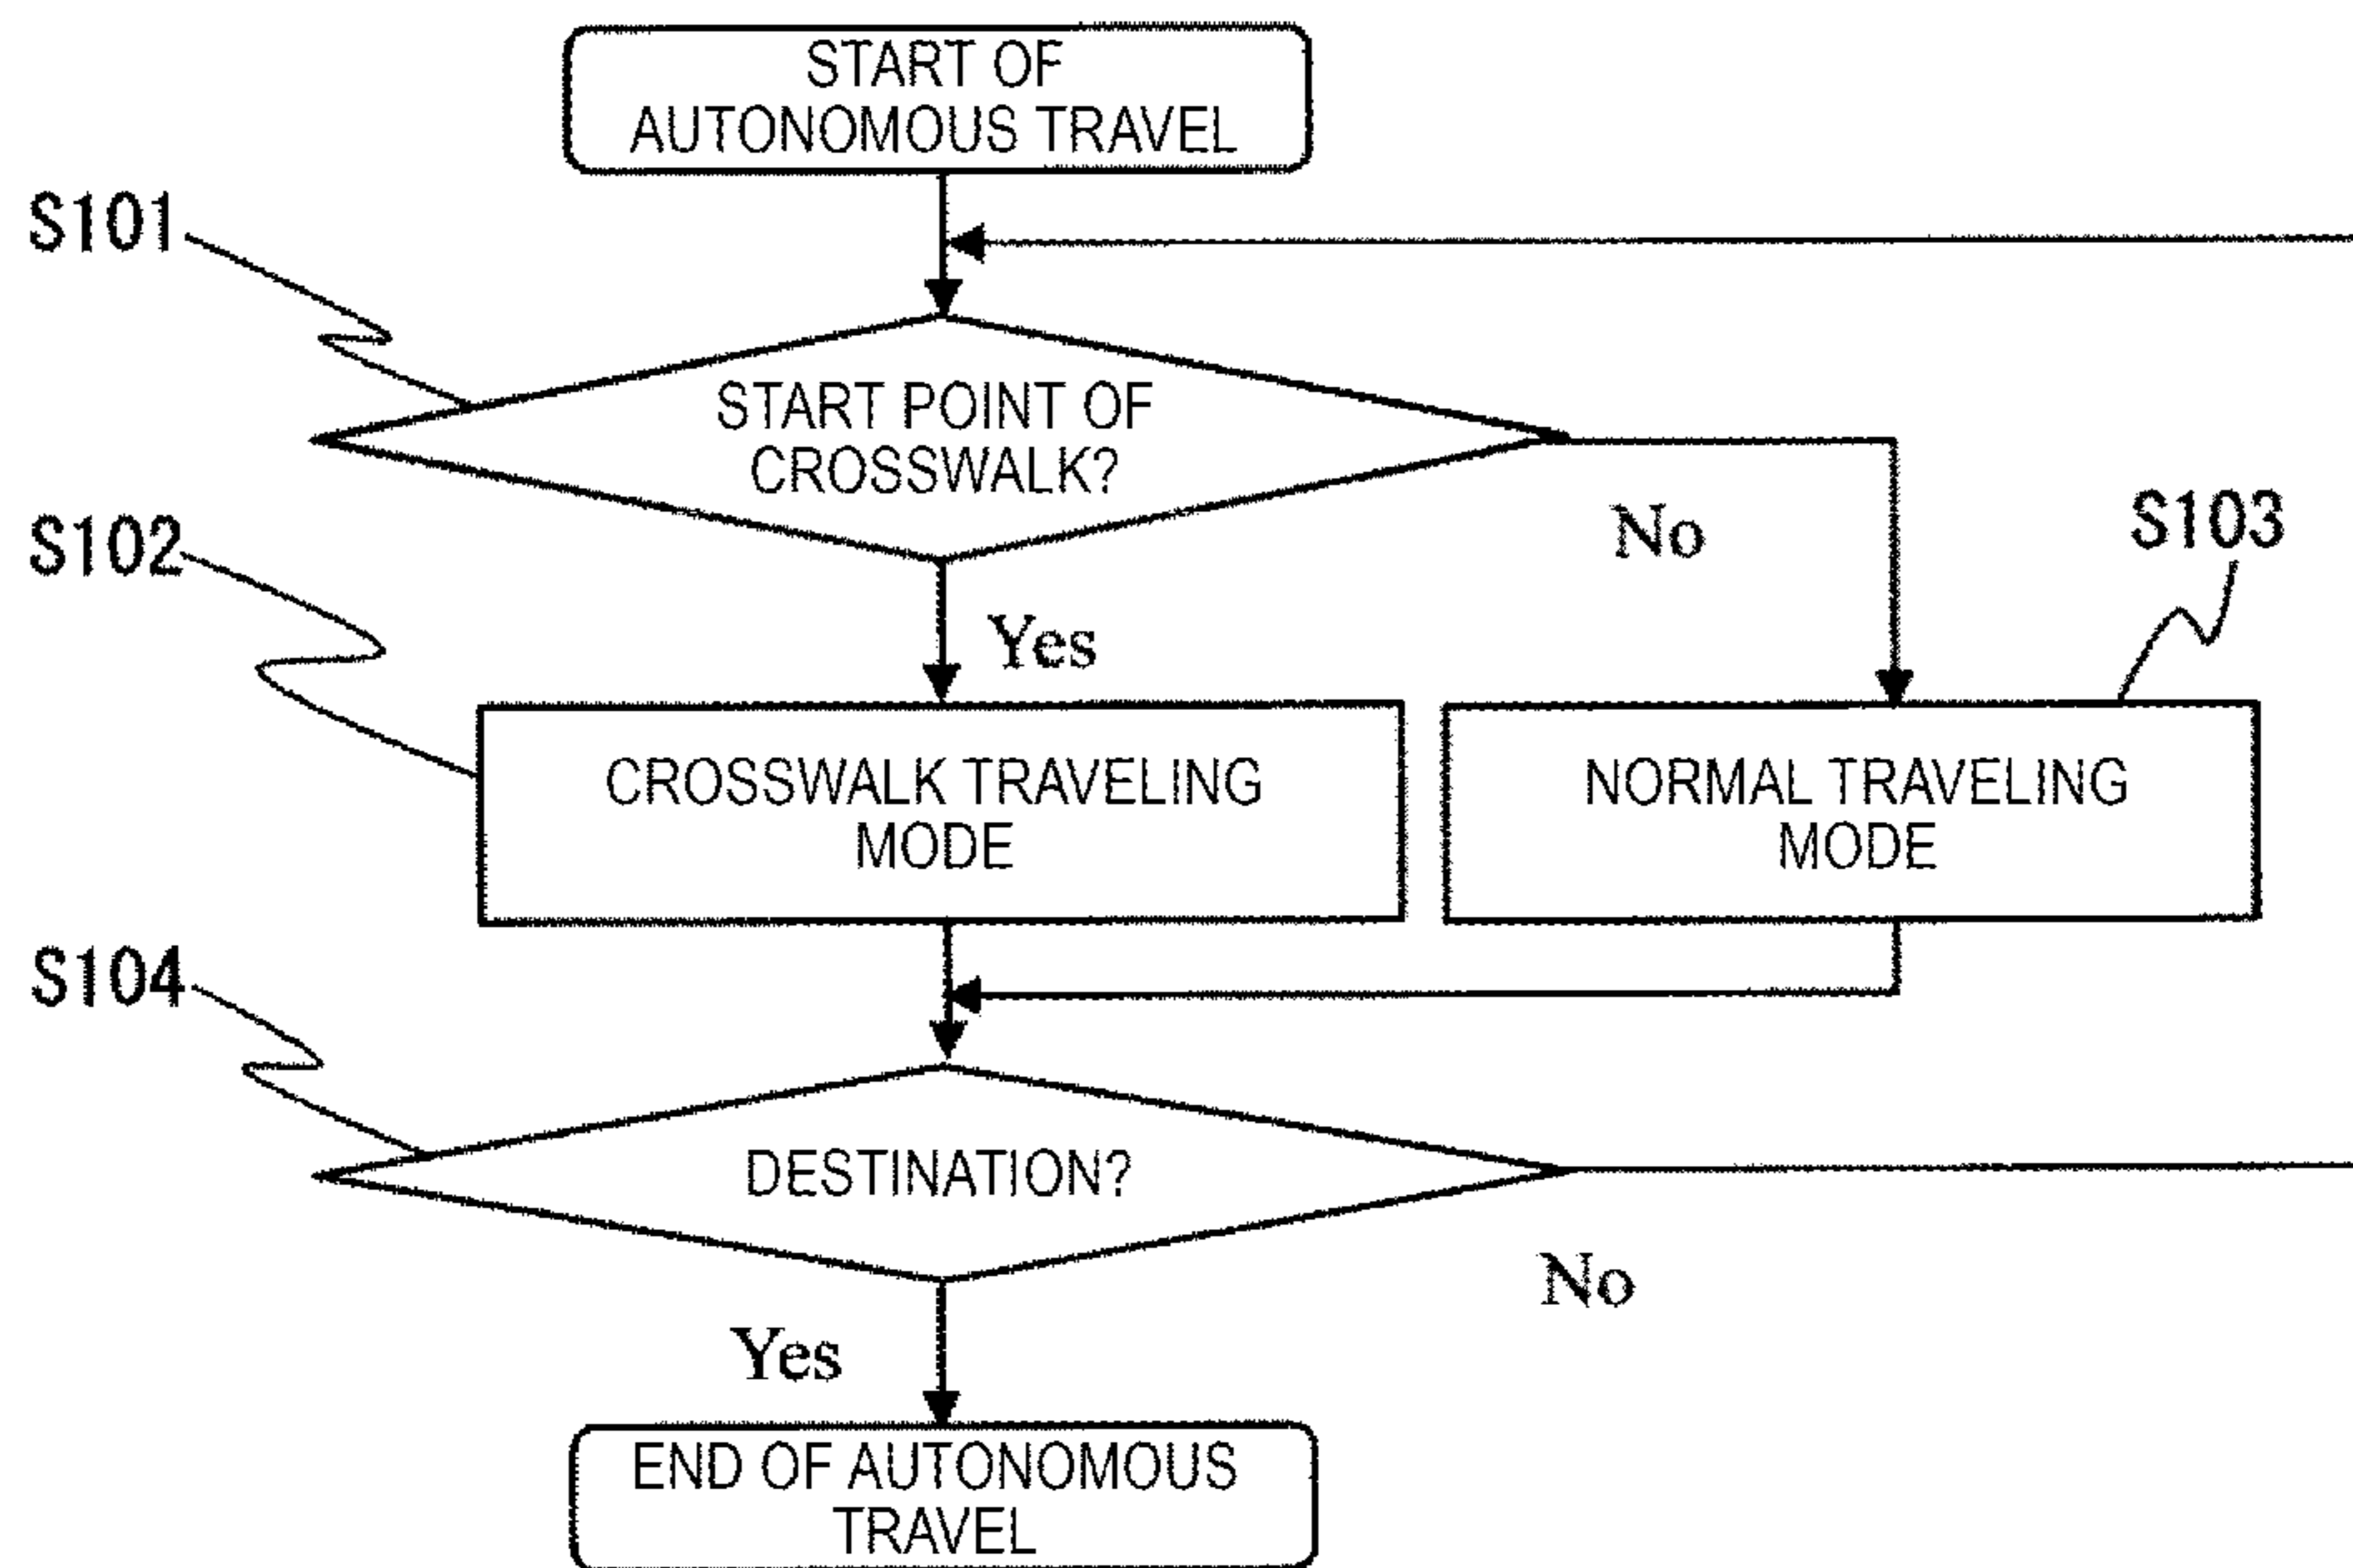 START OF
AUTONOMOUS TRAVEL
S101
START POINT OF
CROSSWALK?
No
S103
S102
Yes
CROSSWALK TRAVELING
MODE
NORMAL TRAVELING
MODE
S104
DESTINATION?
No
Yes
END OF AUTONOMOUS
TRAVEL